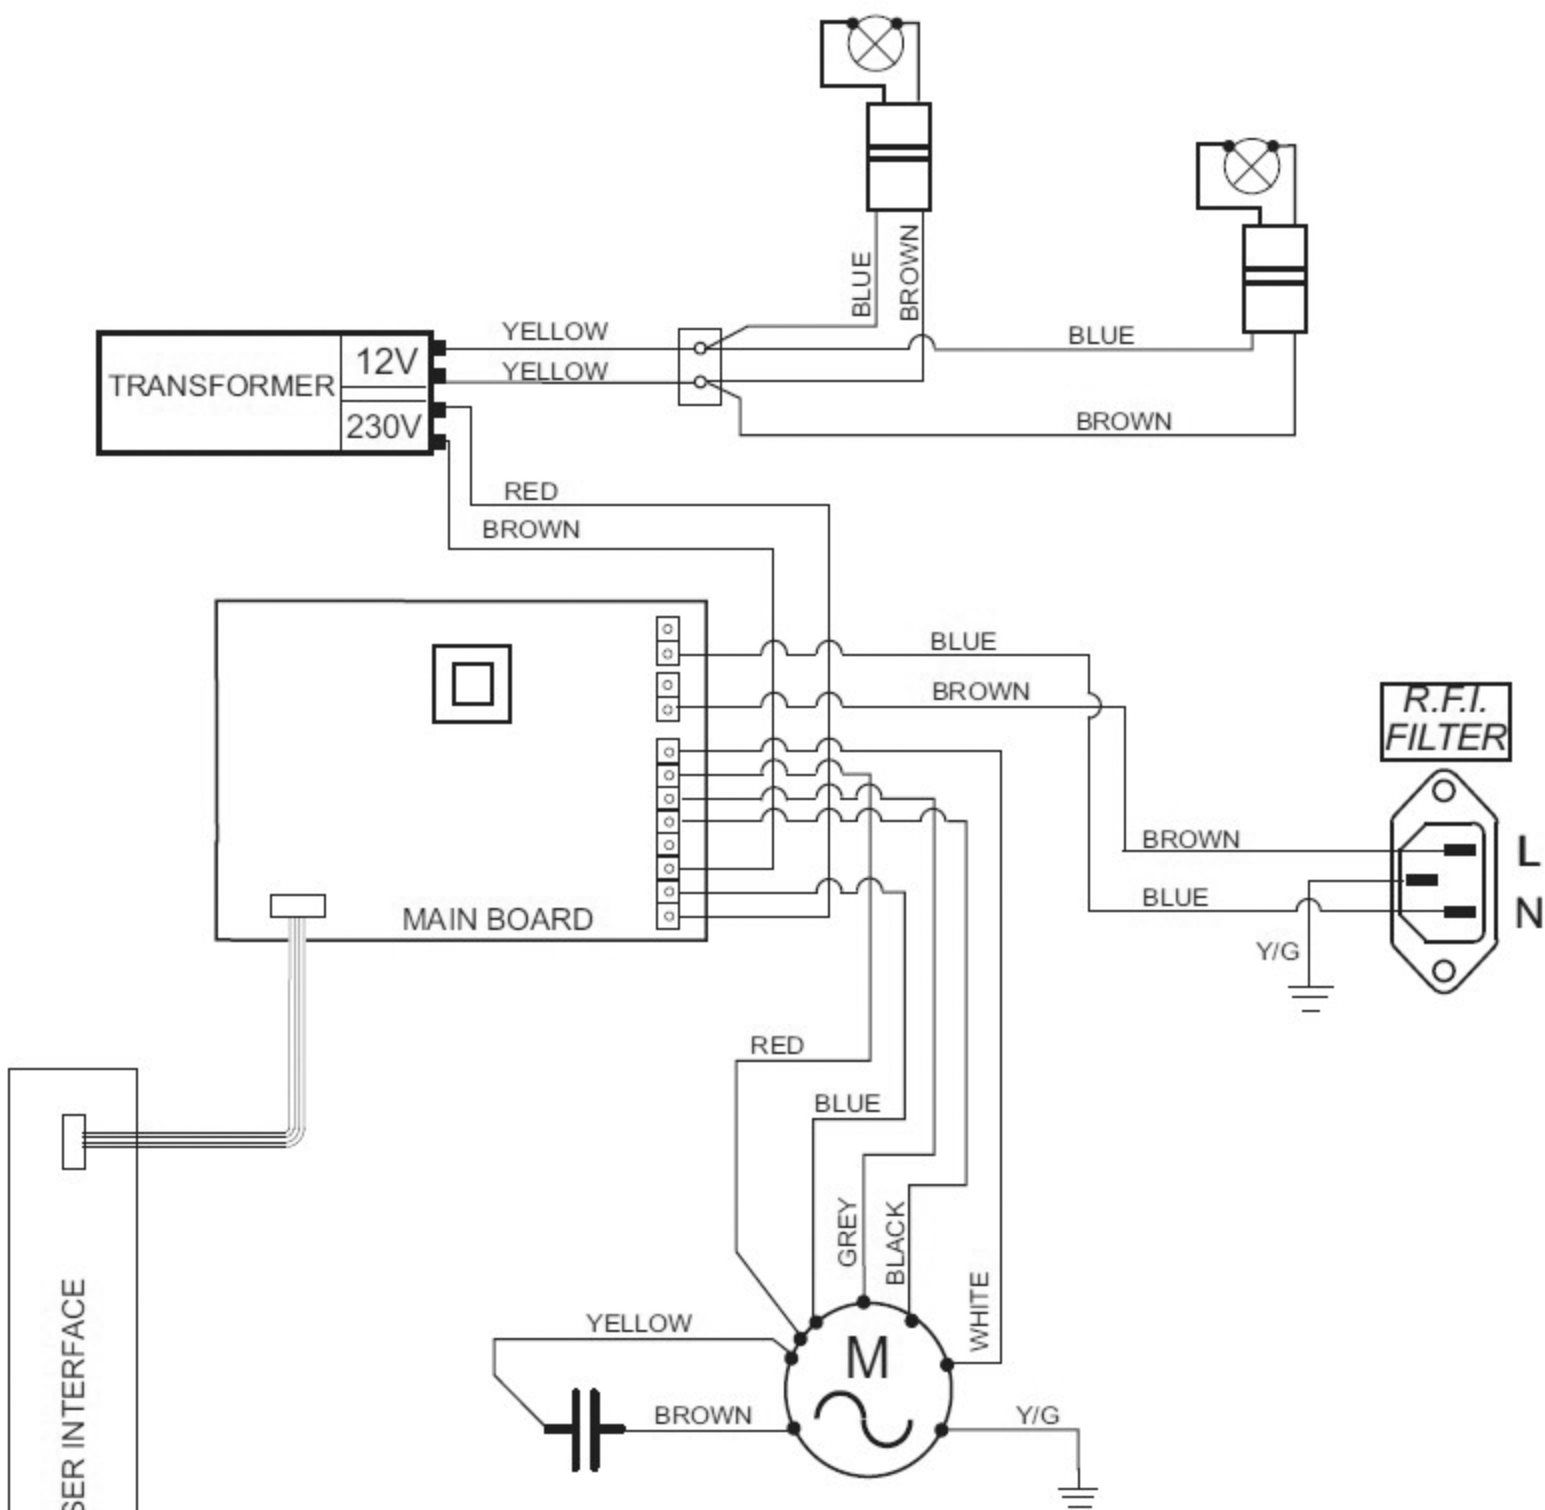 BLUE
BROWN
YELLOW
BLUE
12V
TRANSFORMER
YELLOW
230V
BROWN
RED
BROWN
BLUE
BROWN
R.F.I.
FILTER
BROWN
L
BLUE
N
MAIN BOARD
Y/G
RED
BLUE
GREY
BLACK
WHITE
YELLOW
M
SER INTERFACE
BROWN
Y/G